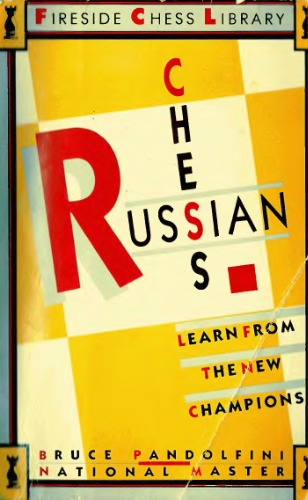 FIRESIDE CHESS LIBRARY
CHESS
RUSSIAN
LEARN FROM
THE NEW
CHAMPIONS
BRUCE PANDOLFINI
NATIONAL MASTER